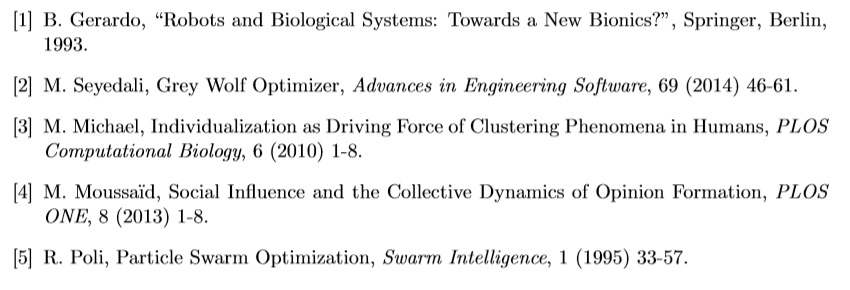 [1] B. Gerardo, “Robots and Biological Systems: Towards a New Bionics?”, Springer, Berlin,
1993.
[2] M. Seyedali, Grey Wolf Optimizer, Advances in Engineering Software, 69 (2014) 46-61.
[3] M. Michael, Individualization as Driving Force of Clustering Phenomena in Humans, PLOS
Computational Biology, 6 (2010) 1-8.
[4] M. Moussaïd, Social Influence and the Collective Dynamics of Opinion Formation, PLOS
ONE, 8 (2013) 1-8.
[5] R. Poli, Particle Swarm Optimization, Swarm Intelligence, 1 (1995) 33-57.